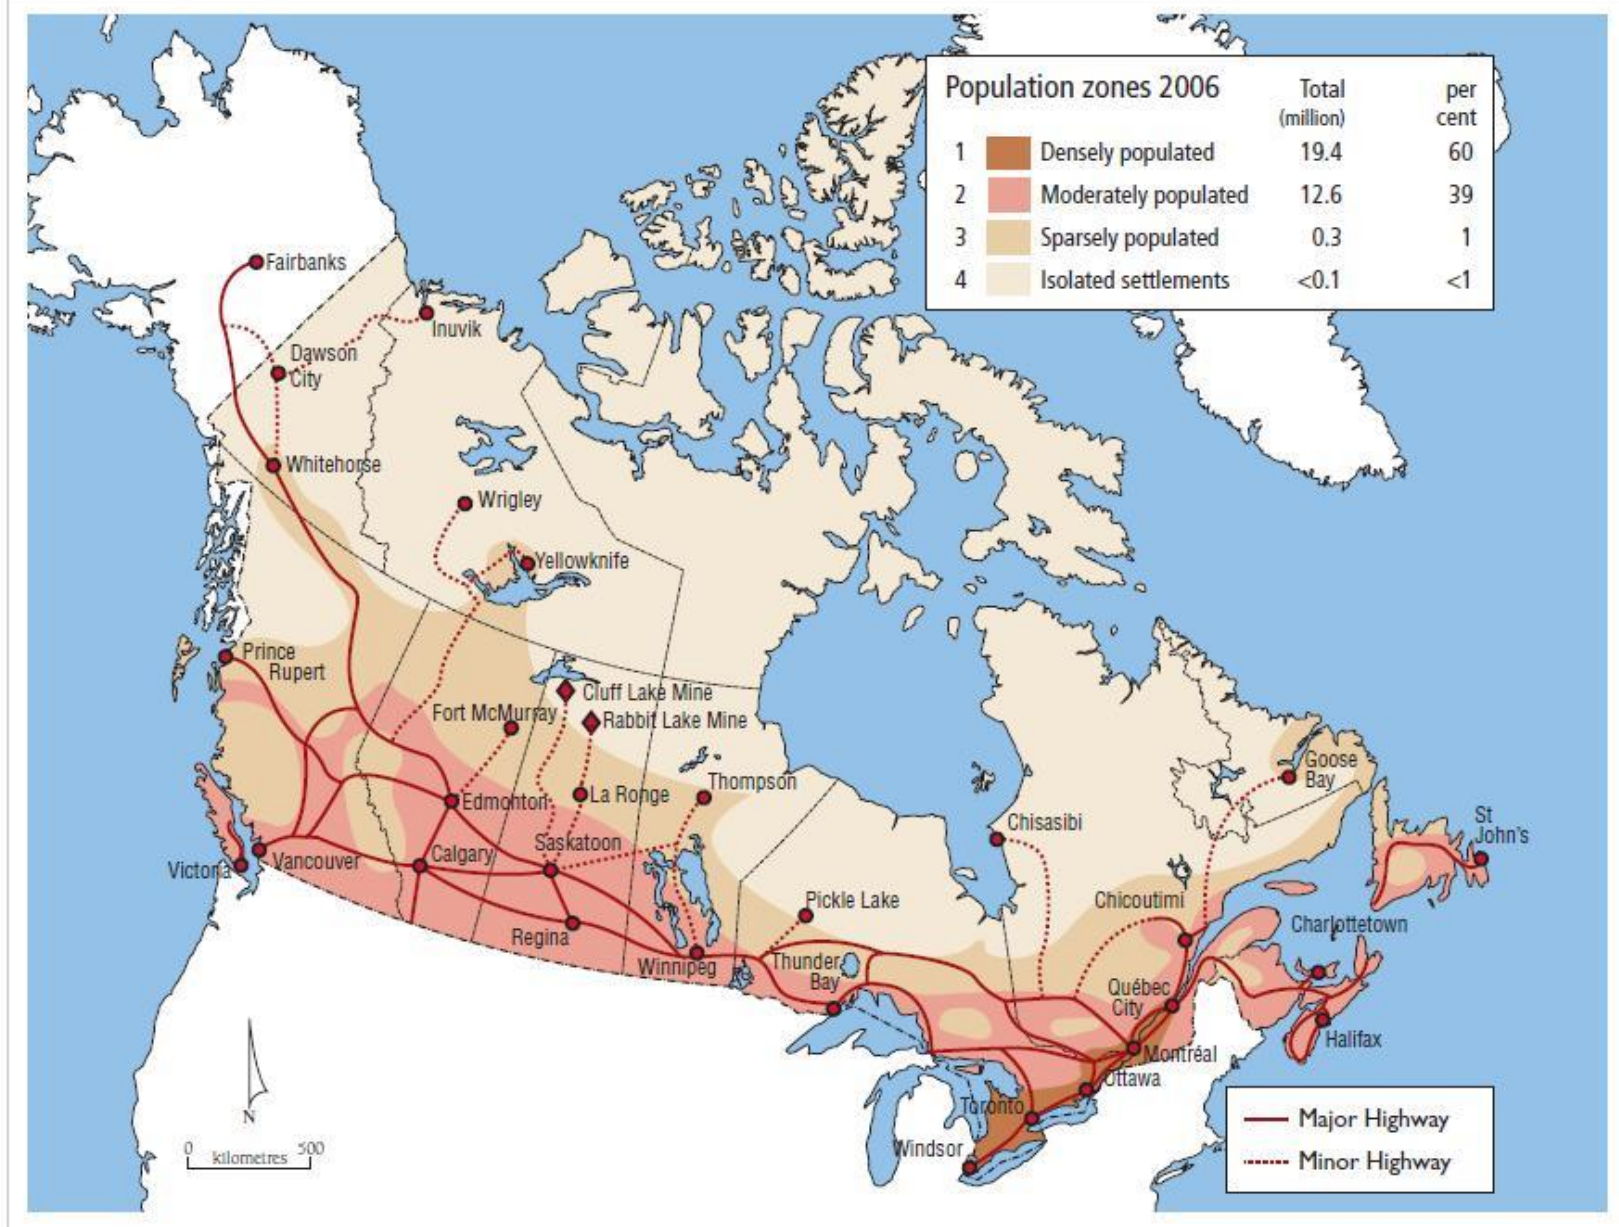 Population zones 2006 Total per
(million) cent
1 Densely populated 19.4 60
2 Moderately populated 12.6 39
3 Sparsely populated 0.3 1
4 Isolated settlements <0.1 <1
Fairbanks
Inuvik
Dawson
City
Whitehorse
Wrigley
Yellowknife
Prince
Rupert
Cluff Lake Mine
Fort McMurray
Rabbit Lake Mine
Goose
Bay
Thompson
La Ronge
Edmonton
Chisasibi
St
John's
Saskatoon
Calgary
Vancouver
Victoria
Pickle Lake
Chicoutimi
Charlottetown
Regina
Winnipeg
Thunder
Bay
Québec
City
Halifax
Montréal
Ottawa
Toronto
Windsor
N
0 500
kilometres
Major Highway
Minor Highway